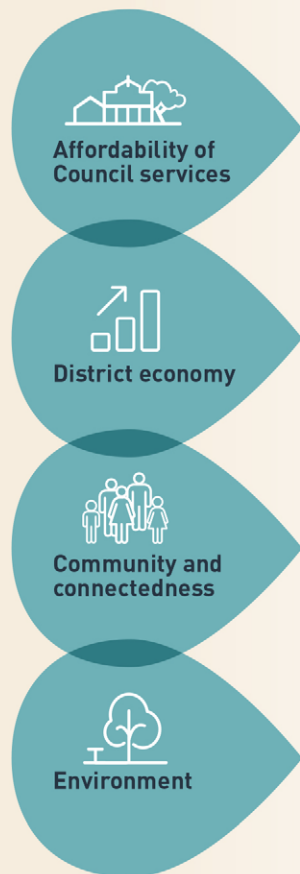 Affordability of
Council services
District economy
Community and
connectedness
Environment